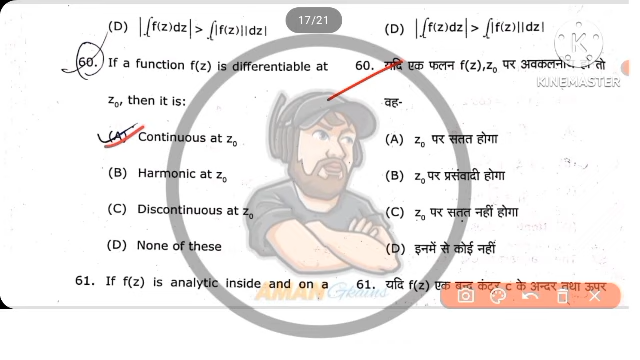 17/21
(D) |∫f(z)dz| > ∫|f(z)||dz|
(D) |∫f(z)dz| > ∫|f(z)||dz|
60. If a function f(z) is differentiable at
z₀, then it is:
(A) Continuous at z₀
(B) Harmonic at z₀
(C) Discontinuous at z₀
(D) None of these
60. यदि एक फलन f(z),z₀ पर तो
वह-
(A) z₀ पर सतत होगा
(B) z₀ पर प्रसंवादी होगा
(C) z₀ पर सतत नहीं होगा
(D) इनमें से कोई नहीं
61. If f(z) is analytic inside and on a
61. यदि f(z) एक बन्द कंटूर c के अन्दर तथा ऊपर
K
KINEMASTER
AMAN Gkains